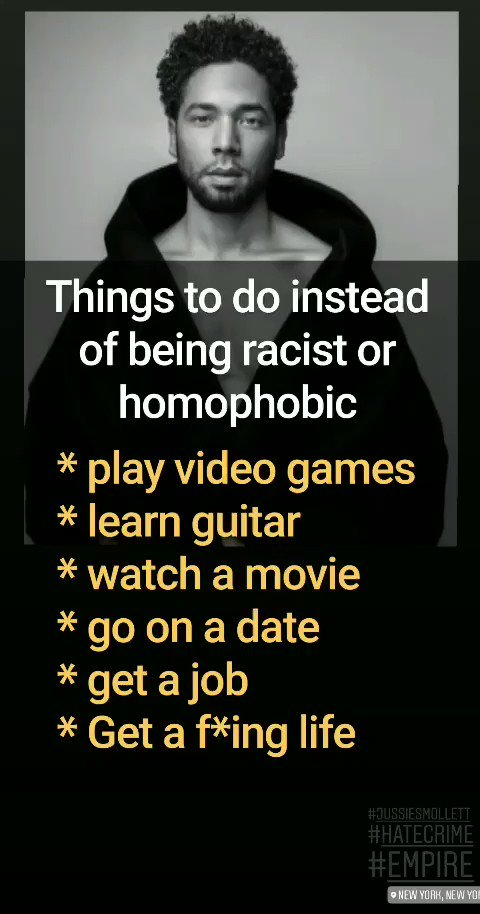 Things to do instead
of being racist or
homophobic
* play video games
* learn guitar
* watch a movie
* go on a date
* get a job
* Get a f*ing life
#JUSSIESMOLLETT
#HATECRIME
#EMPIRE
NEW YORK, NEW YO